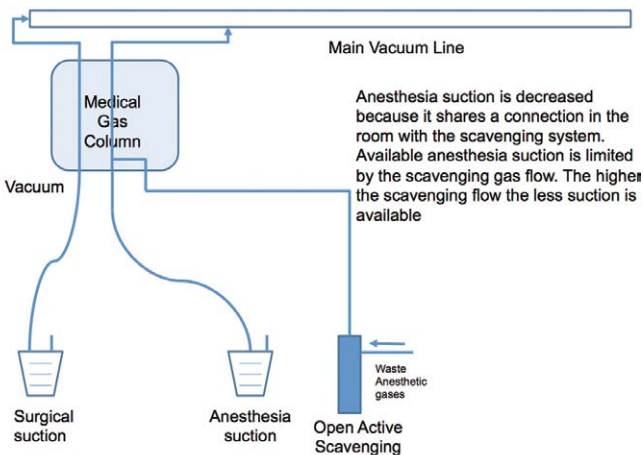 Main Vacuum Line
Medical
Gas
Column
Anesthesia suction is decreased
because it shares a connection in the
room with the scavenging system.
Available anesthesia suction is limited
by the scavenging gas flow. The higher
the scavenging flow the less suction is
available
Vacuum
Waste
Anesthetic
gases
Surgical
suction
Anesthesia
suction
Open Active
Scavenging